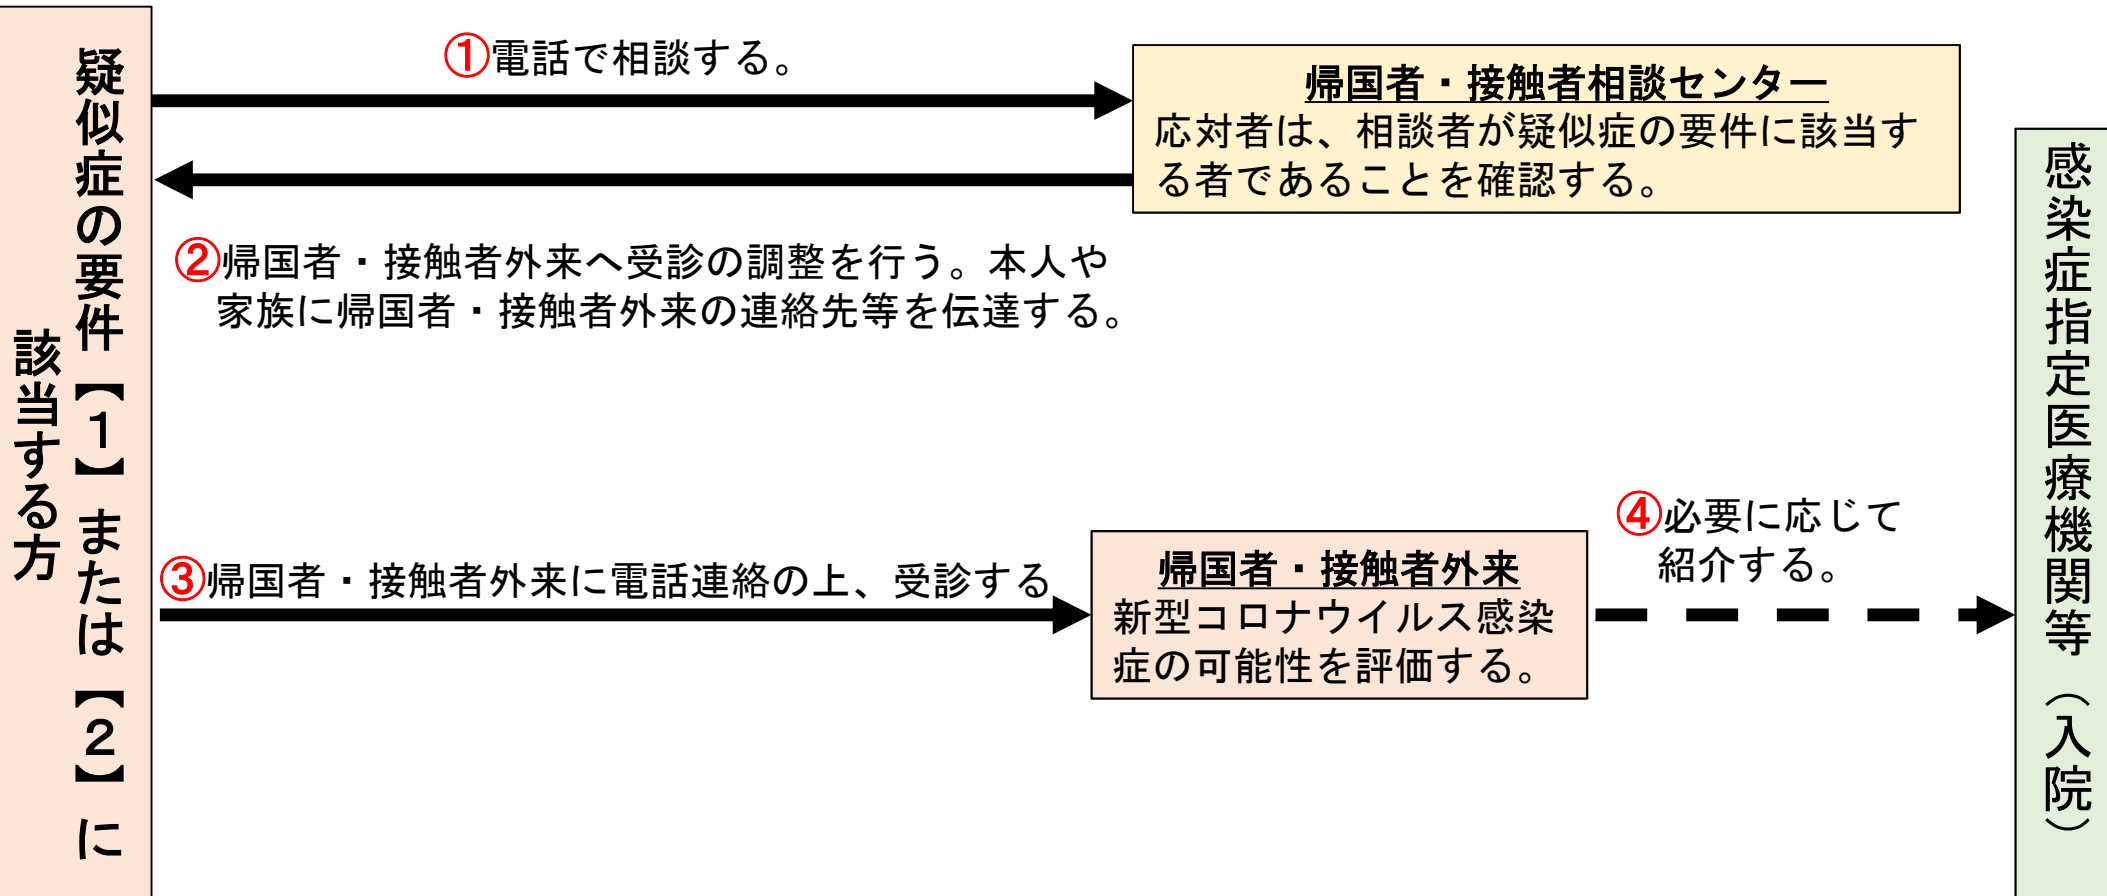 疑似症の要件【１】または【２】に
該当する方
①電話で相談する。
帰国者・接触者相談センター
応対者は、相談者が疑似症の要件に該当す
る者であることを確認する。
②帰国者・接触者外来へ受診の調整を行う。本人や
家族に帰国者・接触者外来の連絡先等を伝達する。
③帰国者・接触者外来に電話連絡の上、受診する
帰国者・接触者外来
新型コロナウイルス感染
症の可能性を評価する。
④必要に応じて
紹介する。
感染症指定医療機関等（入院）